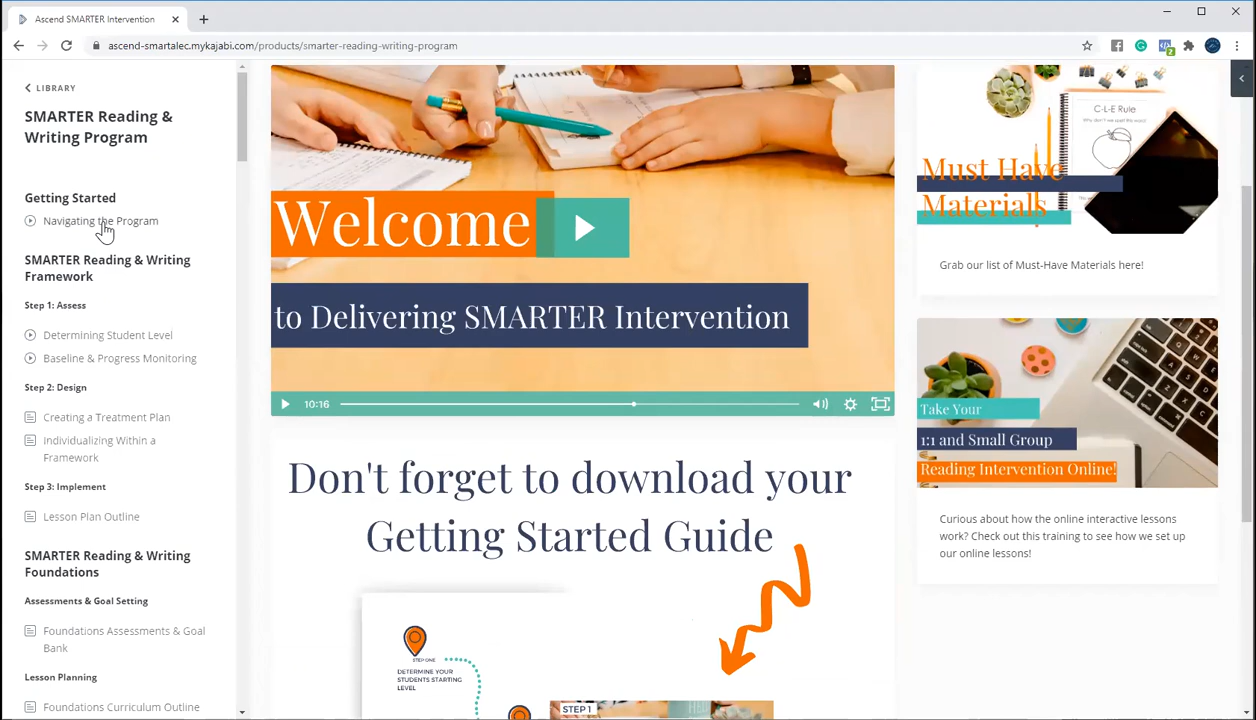 Ascend SMARTER Intervention
ascend-smartalec.mykajabi.com/products/smarter-reading-writing-program
2
LIBRARY
SMARTER Reading &
Writing Program
Getting Started
Navigating the Program
SMARTER Reading & Writing
Framework
Step 1: Assess
Determining Student Level
Baseline & Progress Monitoring
Step 2: Design
Creating a Treatment Plan
Individualizing Within a
Framework
Step 3: Implement
Lesson Plan Outline
SMARTER Reading & Writing
Foundations
Assessments & Goal Setting
Foundations Assessments & Goal
Bank
Lesson Planning
Foundations Curriculum Outline
Welcome
to Delivering SMARTER Intervention
10:16
Don't forget to download your
Getting Started Guide
STEP ONE
DETERMINE YOUR
STUDENTS STARTING
LEVEL
STEP 1
C-L-E Rule
Must Have
Materials
Grab our list of Must-Have Materials here!
Take Your
1:1 and Small Group
Reading Intervention Online!
Curious about how the online interactive lessons
work? Check out this training to see how we set up
our online lessons!